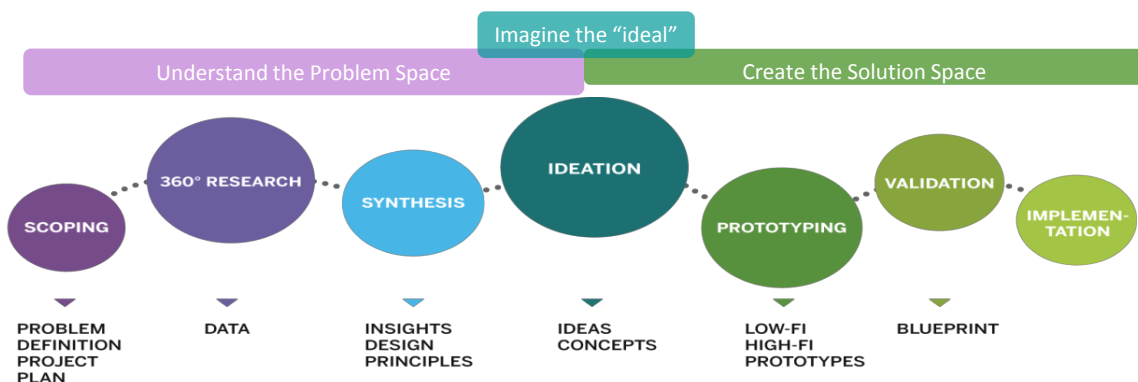 Imagine the “ideal”
Understand the Problem Space
Create the Solution Space
SCOPING
360° RESEARCH
SYNTHESIS
IDEATION
PROTOTYPING
VALIDATION
IMPLEMEN-
TATION
PROBLEM
DEFINITION
PROJECT
PLAN
DATA
INSIGHTS
DESIGN
PRINCIPLES
IDEAS
CONCEPTS
LOW-FI
HIGH-FI
PROTOTYPES
BLUEPRINT